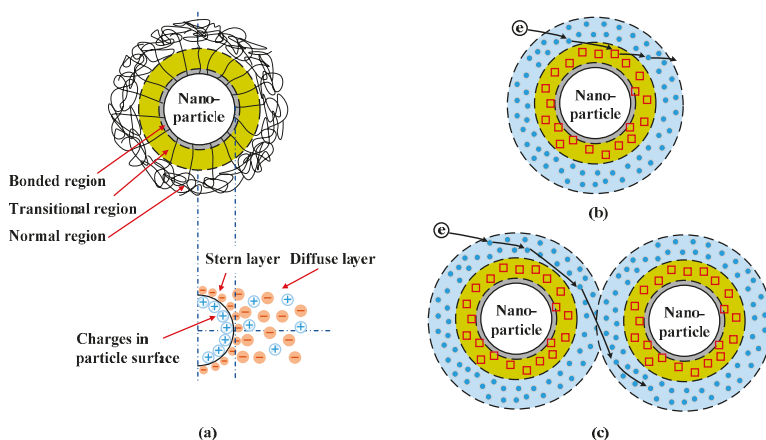 Nano-
particle
Bonded region
Transitional region
Normal region
Stern layer
Diffuse layer
Charges in
particle surface
(a)
e
Nano-
particle
(b)
e
Nano-
particle
Nano-
particle
(c)